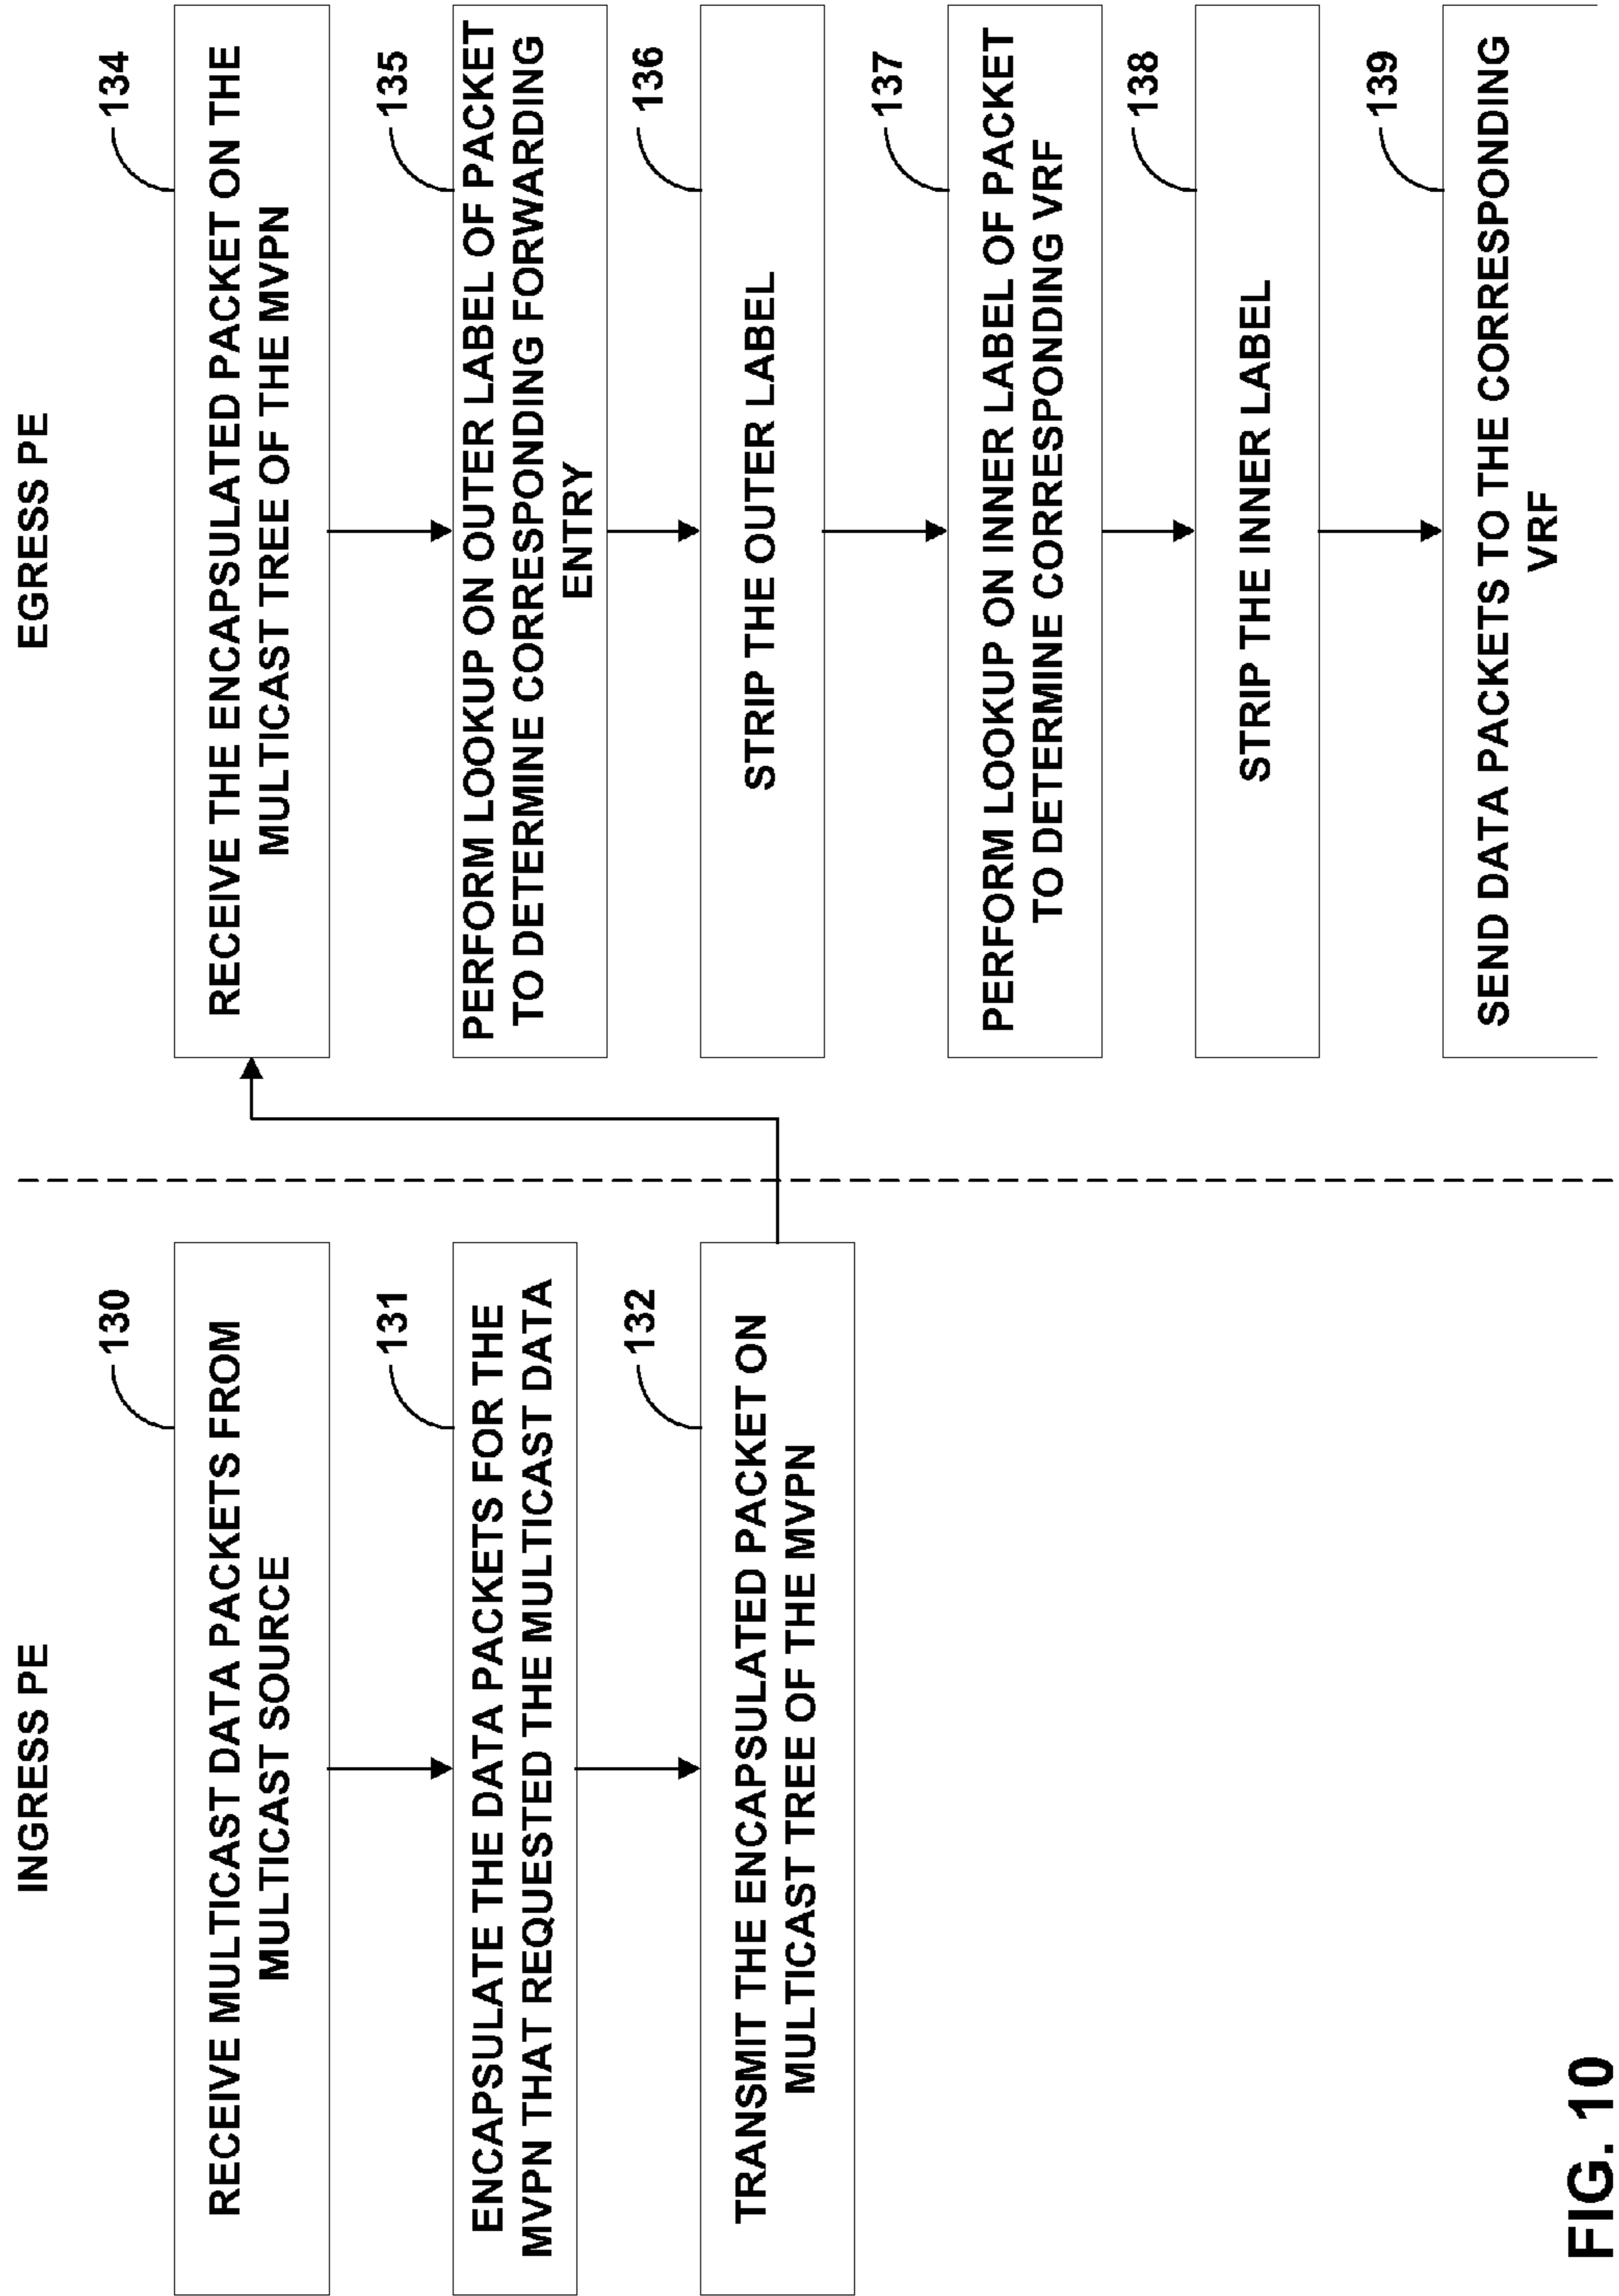 INGRESS PE
130
RECEIVE MULTICAST DATA PACKETS FROM
MULTICAST SOURCE
131
ENCAPSULATE THE DATA PACKETS FOR THE
MVPN THAT REQUESTED THE MULTICAST DATA
132
TRANSMIT THE ENCAPSULATED PACKET ON
MULTICAST TREE OF THE MVPN
EGRESS PE
134
RECEIVE THE ENCAPSULATED PACKET ON THE
MULTICAST TREE OF THE MVPN
135
PERFORM LOOKUP ON OUTER LABEL OF PACKET
TO DETERMINE CORRESPONDING FORWARDING
ENTRY
136
STRIP THE OUTER LABEL
137
PERFORM LOOKUP ON INNER LABEL OF PACKET
TO DETERMINE CORRESPONDING VRF
138
STRIP THE INNER LABEL
139
SEND DATA PACKETS TO THE CORRESPONDING
VRF
FIG. 10